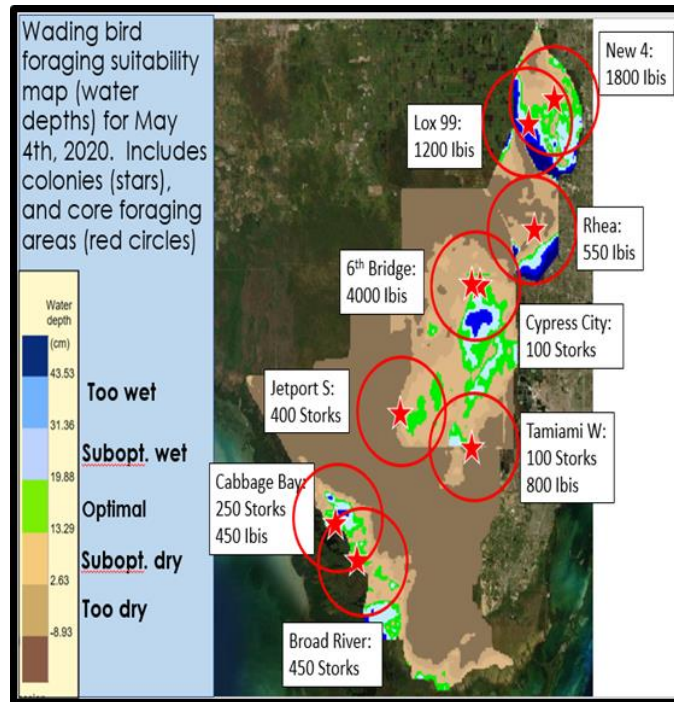 Wading bird
foraging suitability
map (water
depths) for May
4th, 2020. Includes
colonies (stars),
and core foraging
areas (red circles)
Water
depth
(cm)
43.53
31.36
19.88
13.29
2.63
-8.93
Too wet
Subopt. wet
Optimal
Subopt. dry
Too dry
New 4:
1800 Ibis
Lox 99:
1200 Ibis
Rhea:
550 Ibis
6th Bridge:
4000 Ibis
Cypress City:
100 Storks
Jetport S:
400 Storks
Tamiami W:
100 Storks
800 Ibis
Cabbage Bay:
250 Storks
450 Ibis
Broad River:
450 Storks